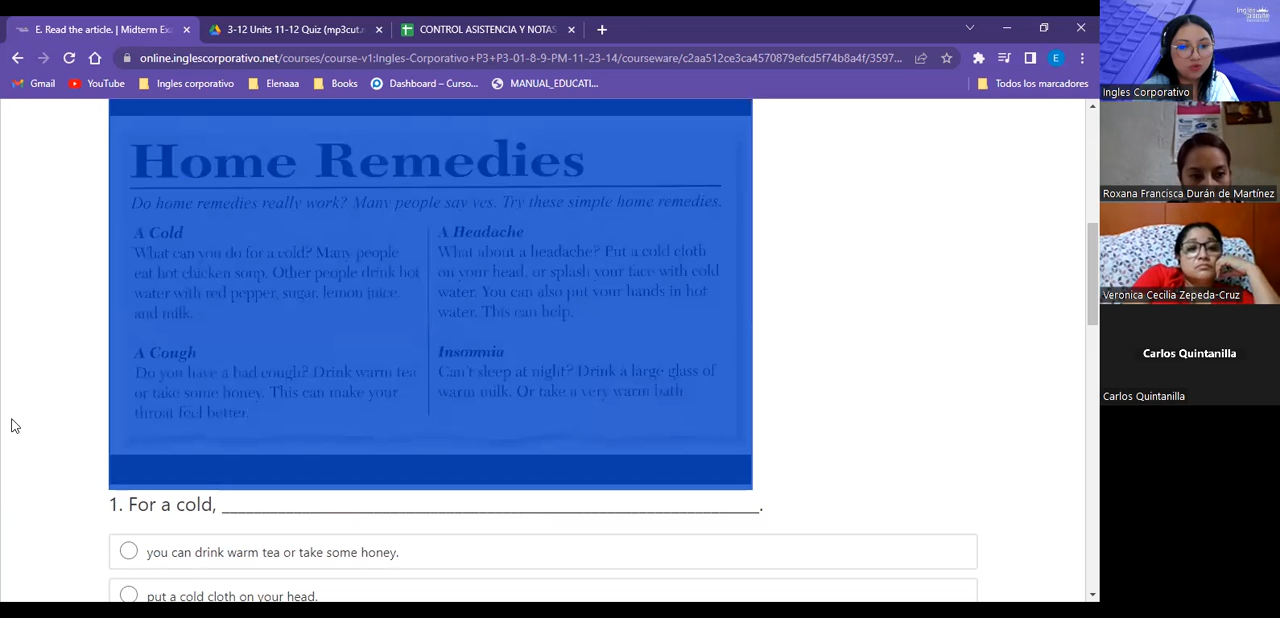 E. Read the article. | Midterm Ex
3-12 Units 11-12 Quiz (mp3cut.n
CONTROL ASISTENCIA Y NOTAS
online.inglescorporativo.net/courses/course-v1:Ingles-Corporativo+P3+P3-01-8-9-PM-11-23-14/courseware/c2aa512ce3ca4570879efcd5f74b8a4f/3597...
Gmail
YouTube
Ingles corporativo
Elenaaa
Books
Dashboard – Curso...
MANUAL_EDUCATI...
Todos los marcadores
Home Remedies
Do home remedies really work? Many people say yes. Try these simple home remedies.
A Cold
What can you do for a cold? Many people
eat hot chicken soup. Other people drink hot
water with red pepper, sugar, lemon juice,
and milk.
A Cough
Do you have a bad cough? Drink warm tea
or take some honey. This can make your
throat feel better.
A Headache
What about a headache? Put a cold cloth
on your head, or splash your face with cold
water. You can also put your hands in hot
water. This can help.
Insomnia
Can't sleep at night? Drink a large glass of
warm milk. Or take a very warm bath
1. For a cold, ______________________________________________________.
you can drink warm tea or take some honey.
put a cold cloth on your head.
Ingles Corporativo
Roxana Francisca Durán de Martínez
Veronica Cecilia Zepeda-Cruz
Carlos Quintanilla
Carlos Quintanilla